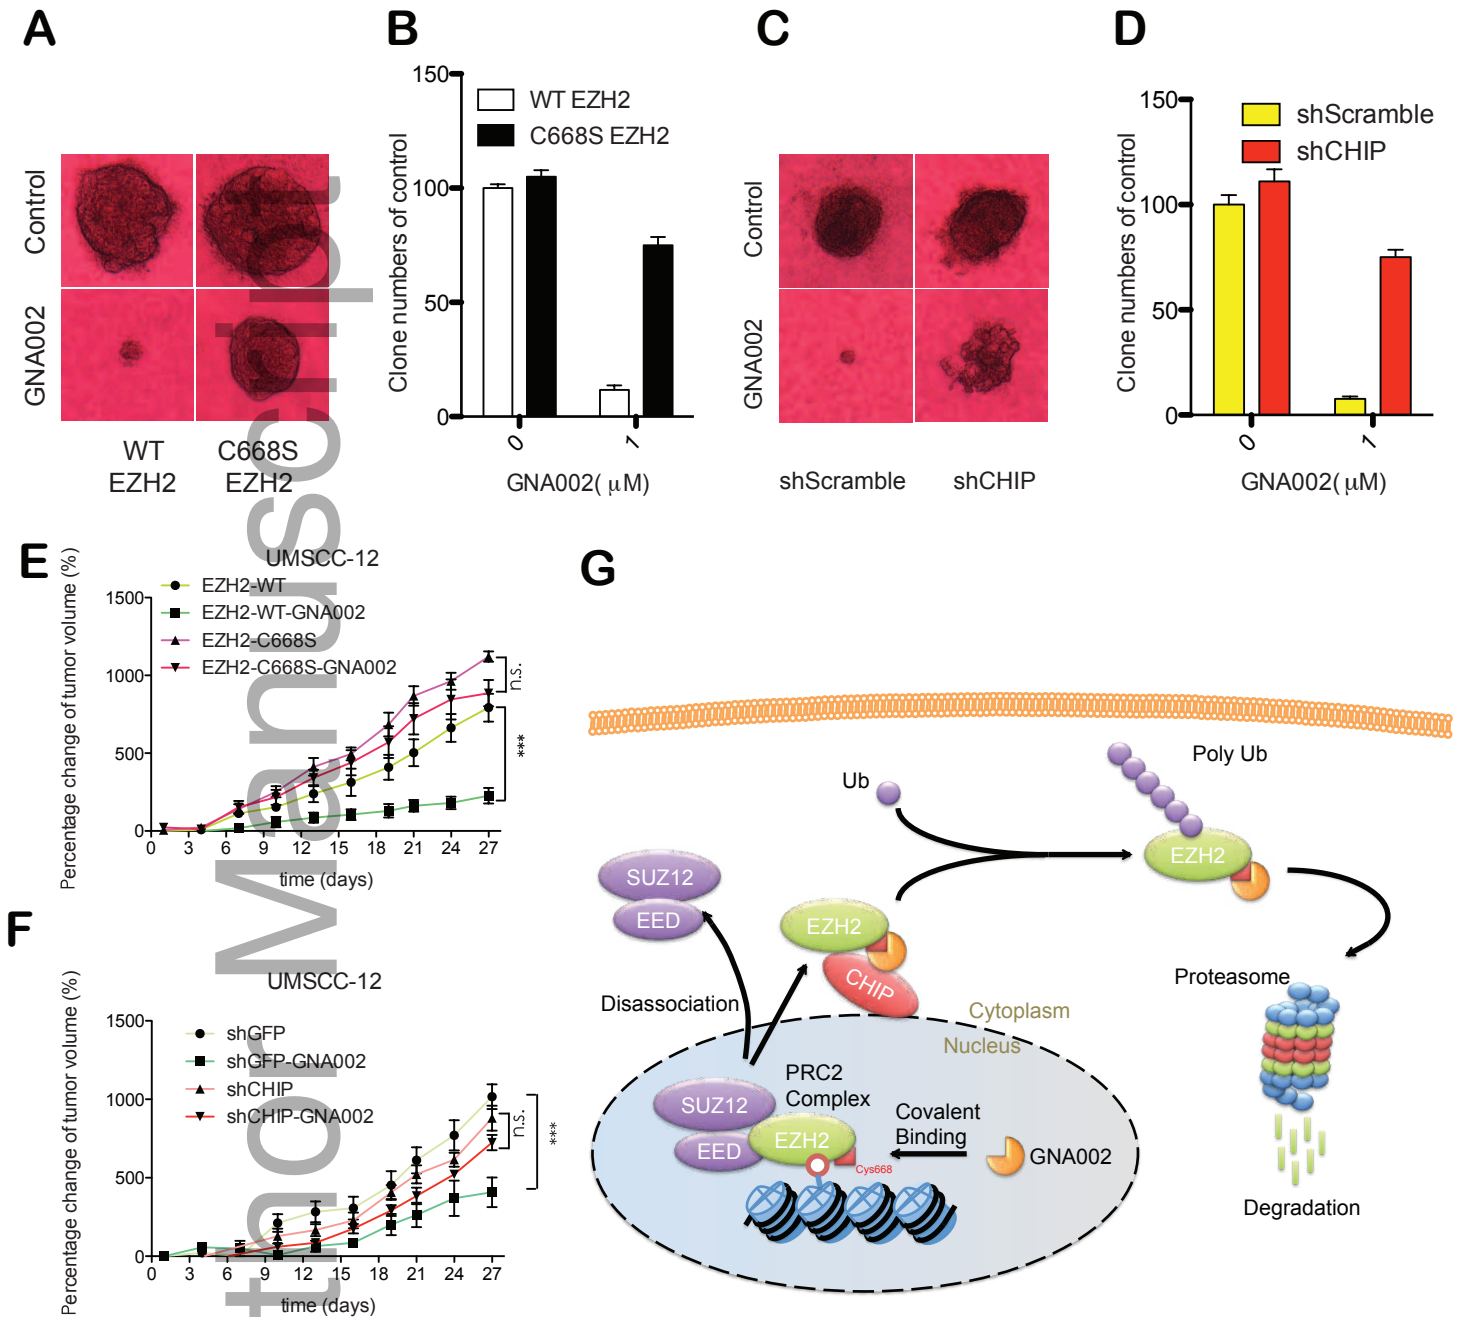 A
Control
GNA002
WT
EZH2
C668S
EZH2
B
150
100
50
0
Clone numbers of control
WT EZH2
C668S EZH2
0
1
GNA002( μM)
C
Control
GNA002
shScramble
shCHIP
D
150
100
50
0
Clone numbers of control
shScramble
shCHIP
0
1
GNA002( μM)
E
UMSCC-12
Percentage change of tumor volume (%)
1500
1000
500
0
EZH2-WT
EZH2-WT-GNA002
EZH2-C668S
EZH2-C668S-GNA002
n.s.
***
0 3 6 9 12 15 18 21 24 27
time (days)
F
UMSCC-12
Percentage change of tumor volume (%)
1500
1000
500
0
shGFP
shGFP-GNA002
shCHIP
shCHIP-GNA002
n.s.
***
0 3 6 9 12 15 18 21 24 27
time (days)
G
Ub
Poly Ub
EZH2
SUZ12
EED
EZH2
CHIP
Disassociation
Proteasome
Cytoplasm
Nucleus
PRC2
Complex
SUZ12
EED
EZH2
Cys668
Covalent
Binding
GNA002
Degradation
thor Manuscript